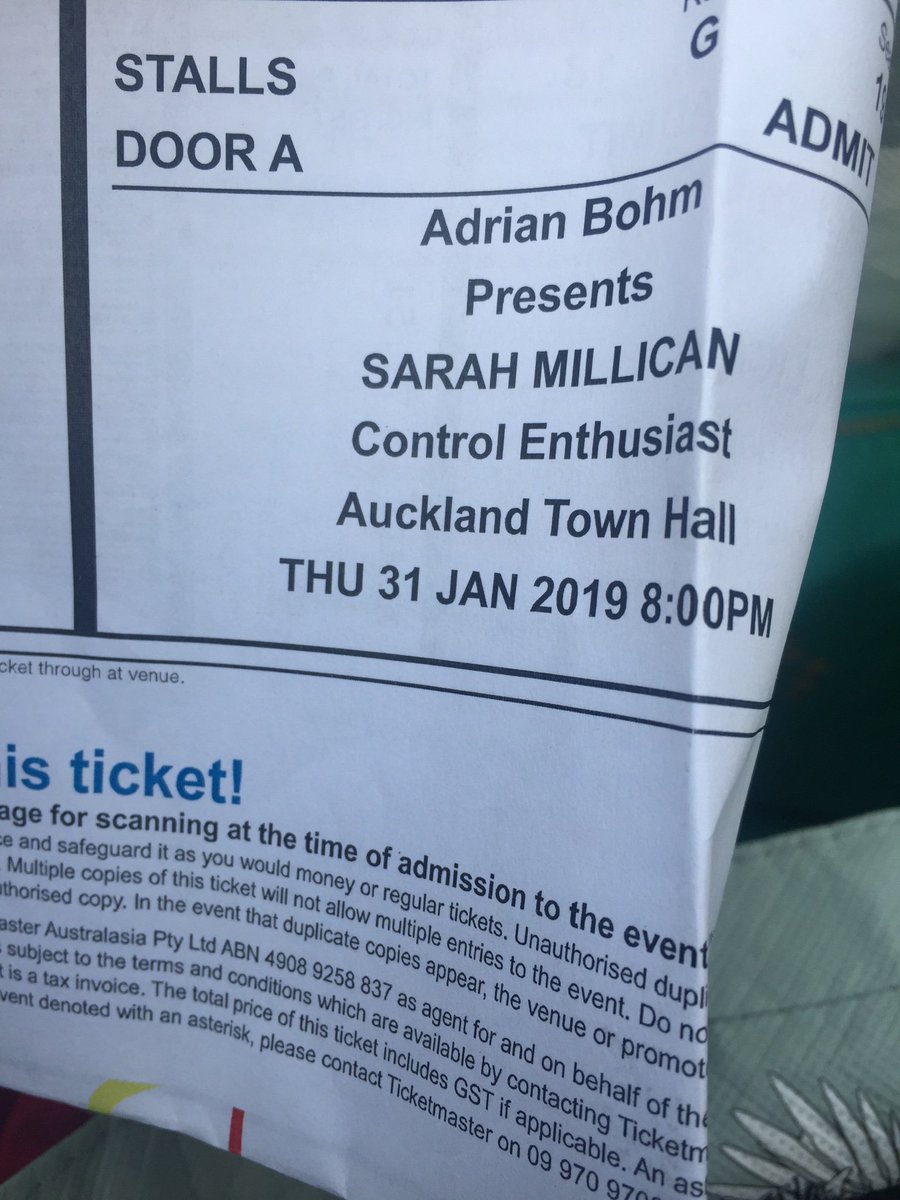 G
STALLS
DOOR A
ADMIT
Adrian Bohm
Presents
SARAH MILLICAN
Control Enthusiast
Auckland Town Hall
THU 31 JAN 2019 8:00PM
cket through at venue.
is ticket!
age for scanning at the time of admission to the event
ce and safeguard it as you would money or regular tickets. Unauthorised dupli
. Multiple copies of this ticket will not allow multiple entries to the event. Do no
uthorised copy. In the event that duplicate copies appear, the venue or promot
aster Australasia Pty Ltd ABN 4908 9258 837 as agent for and on behalf of the
s subject to the terms and conditions which are available by contacting Ticketm
t is a tax invoice. The total price of this ticket includes GST if applicable. An as
vent denoted with an asterisk, please contact Ticketmaster on 09 970 970